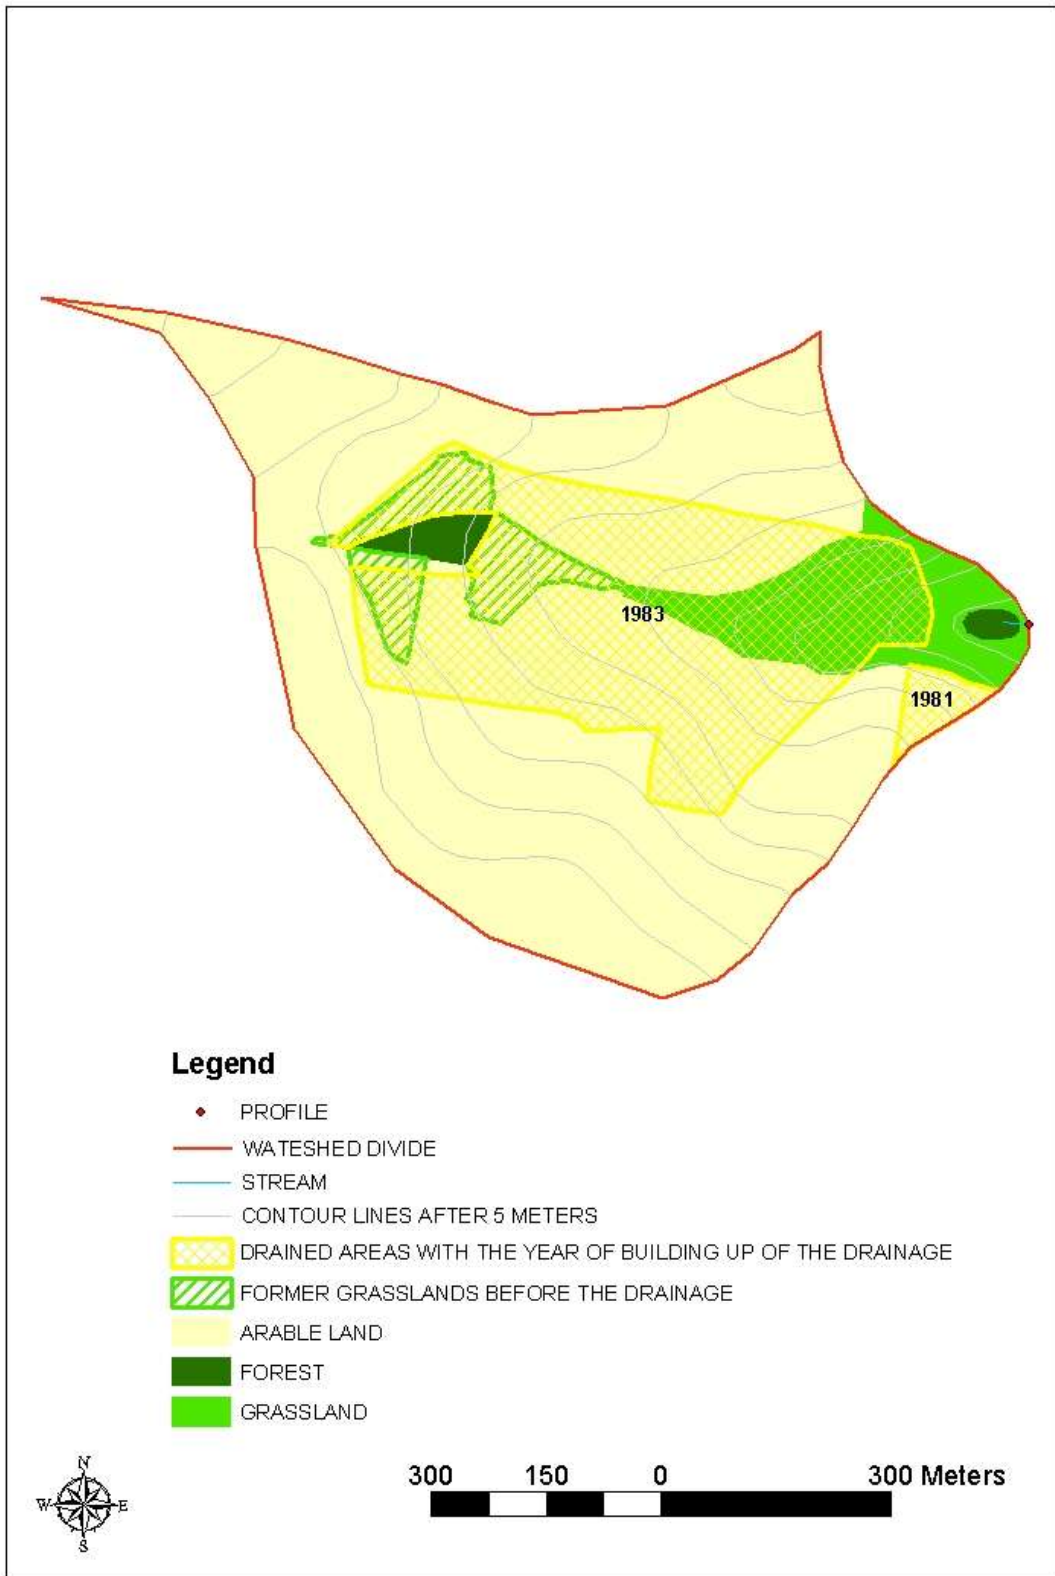 1983
1981
Legend
PROFILE
WATESHED DIVIDE
STREAM
CONTOUR LINES AFTER 5 METERS
DRAINED AREAS WITH THE YEAR OF BUILDING UP OF THE DRAINAGE
FORMER GRASSLANDS BEFORE THE DRAINAGE
ARABLE LAND
FOREST
GRASSLAND
N
W E
S
300 150 0 300 Meters